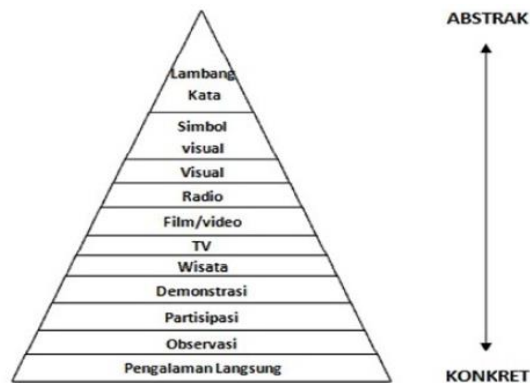 ABSTRAK
Lambang
Kata
Simbol
visual
Visual
Radio
Film/video
TV
Wisata
Demonstrasi
Partisipasi
Observasi
Pengalaman Langsung
KONKRET